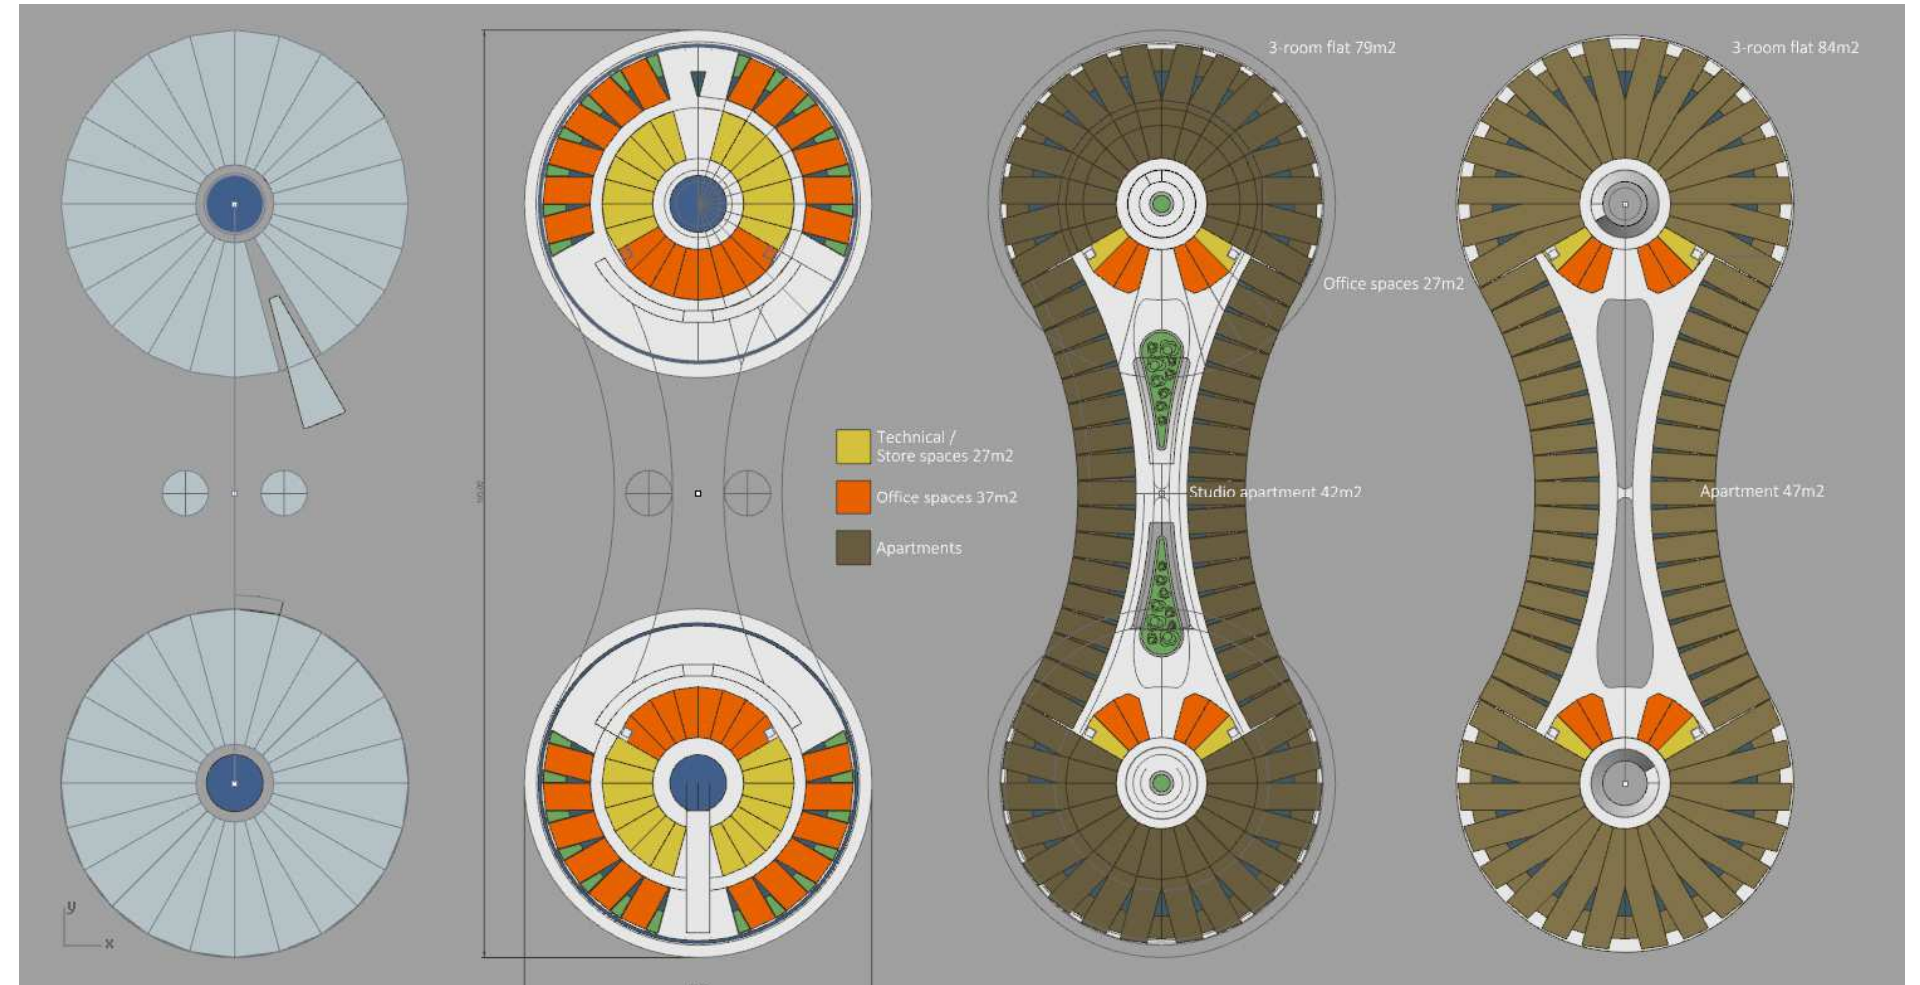 3-room flat 79m2
3-room flat 84m2
Office spaces 27m2
Technical /
Store spaces 27m2
Office spaces 37m2
Apartments
Studio apartment 42m2
Apartment 47m2
y
x